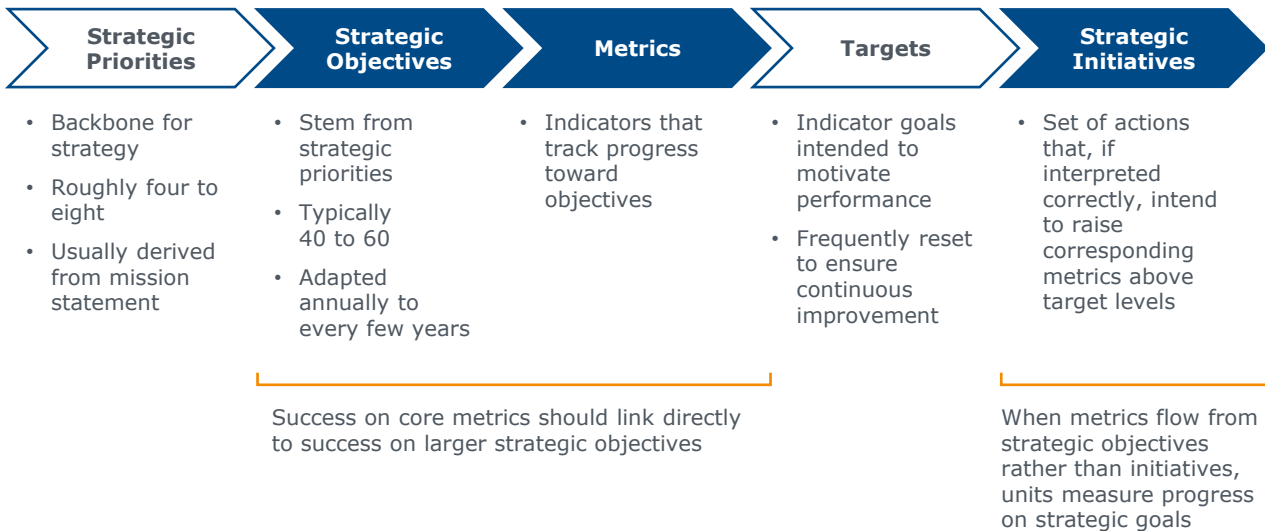 Strategic
Priorities
Strategic
Objectives
Metrics
Targets
Strategic
Initiatives
• Backbone for
strategy
• Roughly four to
eight
• Usually derived
from mission
statement
• Stem from
strategic
priorities
• Typically
40 to 60
• Adapted
annually to
every few years
• Indicators that
track progress
toward
objectives
• Indicator goals
intended to
motivate
performance
• Frequently reset
to ensure
continuous
improvement
• Set of actions
that, if
interpreted
correctly, intend
to raise
corresponding
metrics above
target levels
Success on core metrics should link directly
to success on larger strategic objectives
When metrics flow from
strategic objectives
rather than initiatives,
units measure progress
on strategic goals